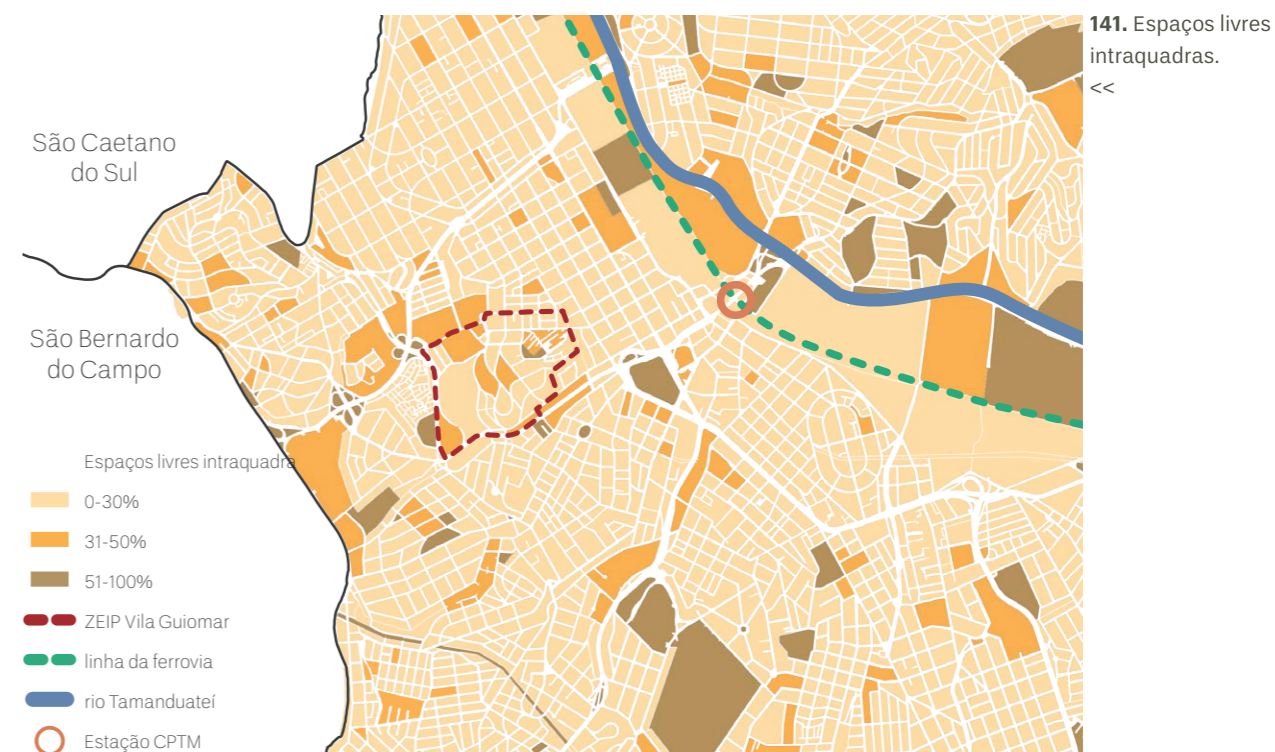 141. Espaços livres
intraquadras.
<<
São Caetano
do Sul
São Bernardo
do Campo
Espaços livres intraquadra
0-30%
31-50%
51-100%
ZEIP Vila Guiomar
linha da ferrovia
rio Tamanduateí
Estação CPTM